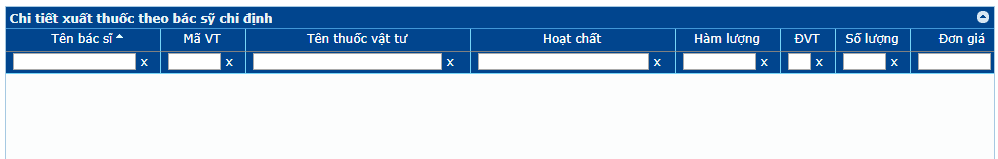 Chi tiết xuất thuốc theo bác sỹ chỉ định
Tên bác sĩ Mã VT Tên thuốc vật tư Hoạt chất Hàm lượng ĐVT Số lượng Đơn giá
x x x x x x x